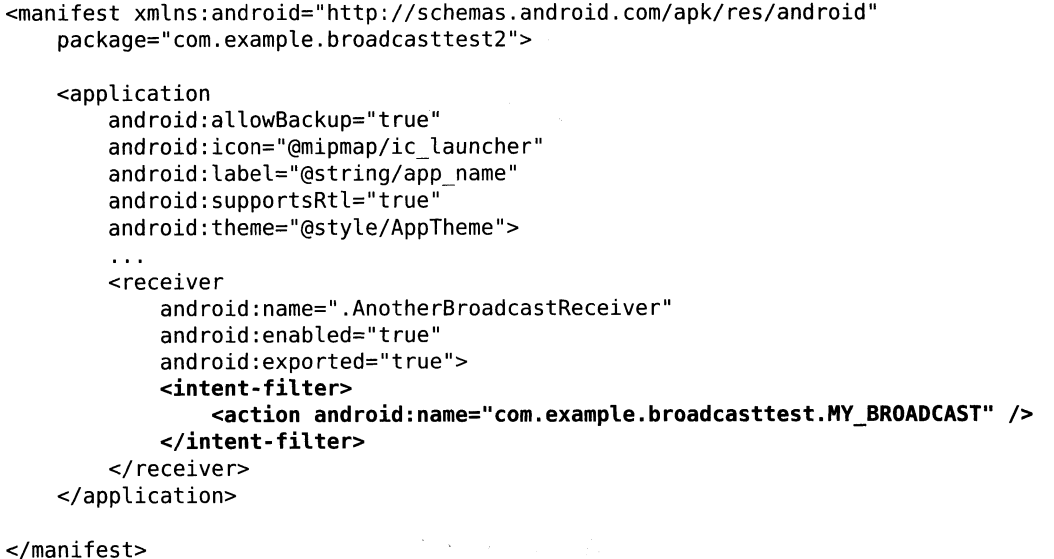 <manifest xmlns:android="http://schemas.android.com/apk/res/android"
    package="com.example.broadcasttest2">

    <application
        android:allowBackup="true"
        android:icon="@mipmap/ic_launcher"
        android:label="@string/app_name"
        android:supportsRtl="true"
        android:theme="@style/AppTheme">
        ...
        <receiver
            android:name=".AnotherBroadcastReceiver"
            android:enabled="true"
            android:exported="true">
            <intent-filter>
                <action android:name="com.example.broadcasttest.MY_BROADCAST" />
            </intent-filter>
        </receiver>
    </application>

</manifest>